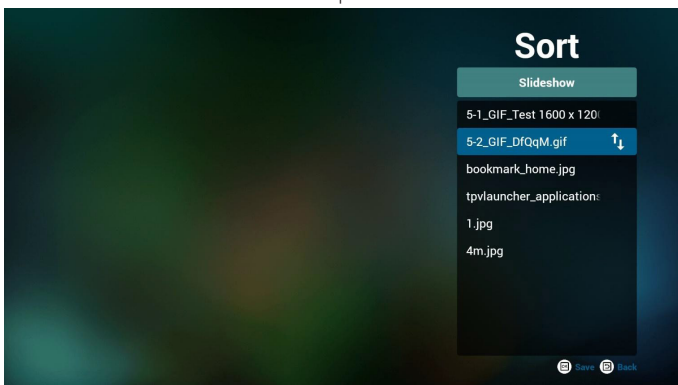 Sort
Slideshow
5-1_GIF_Test 1600 x 120
5-2_GIF_DfQqM.gif
bookmark_home.jpg
tpvlauncher_applications
1.jpg
4m.jpg
Save Back